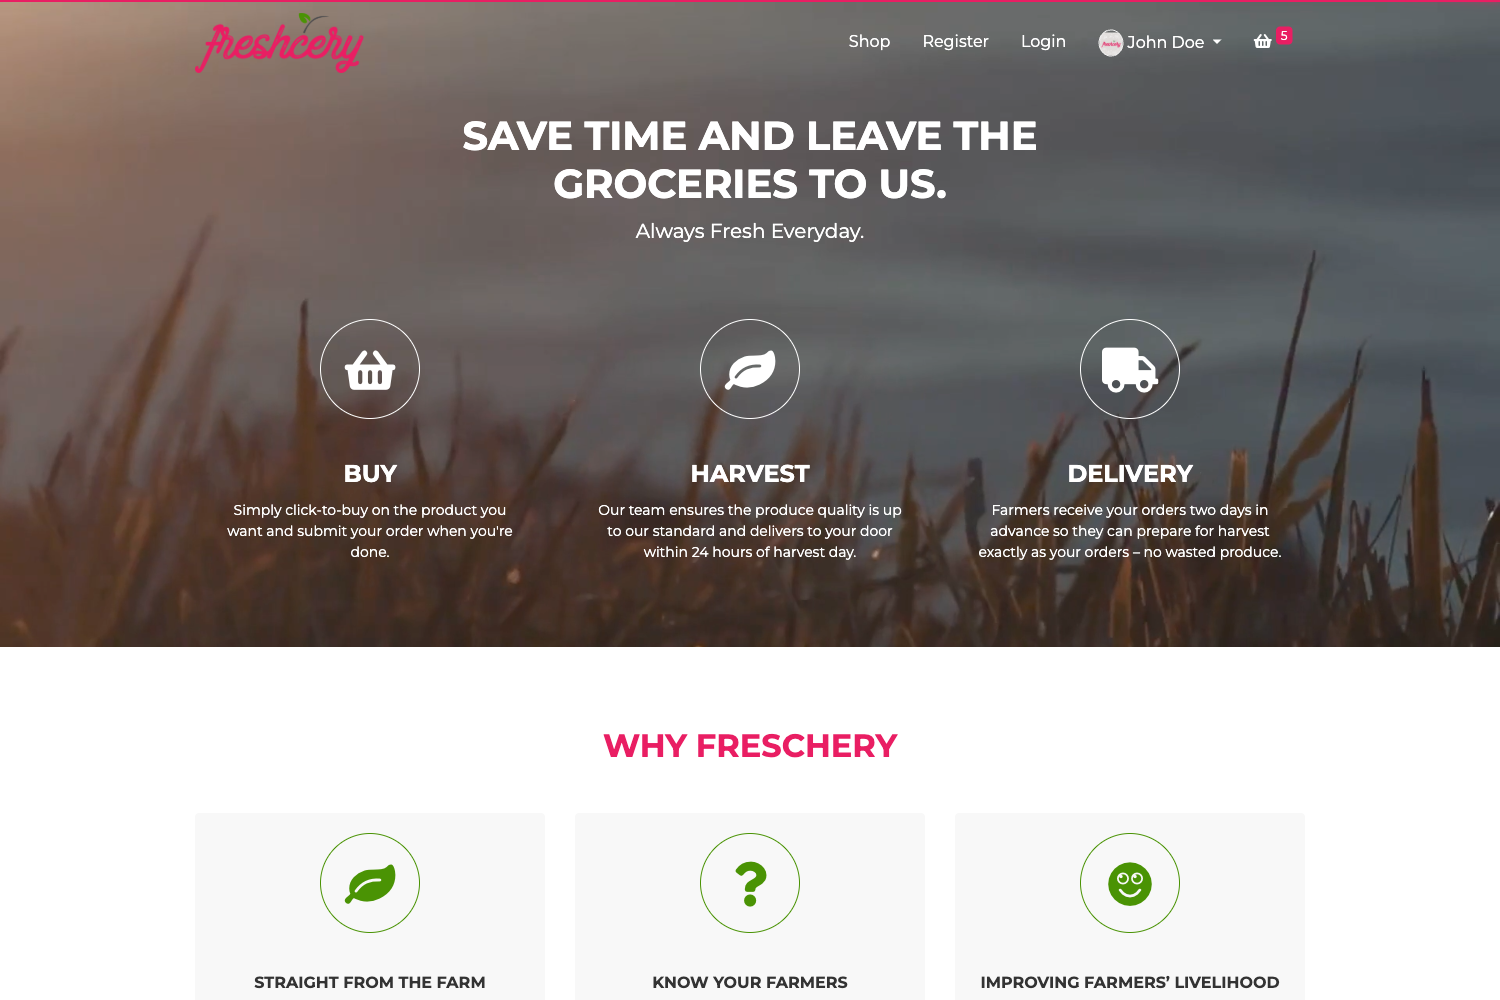 freshcery
Shop Register Login John Doe 5
SAVE TIME AND LEAVE THE
GROCERIES TO US.
Always Fresh Everyday.
BUY
Simply click-to-buy on the product you
want and submit your order when you're
done.
HARVEST
Our team ensures the produce quality is up
to our standard and delivers to your door
within 24 hours of harvest day.
DELIVERY
Farmers receive your orders two days in
advance so they can prepare for harvest
exactly as your orders – no wasted produce.
WHY FRESCHERY
STRAIGHT FROM THE FARM
KNOW YOUR FARMERS
IMPROVING FARMERS’ LIVELIHOOD